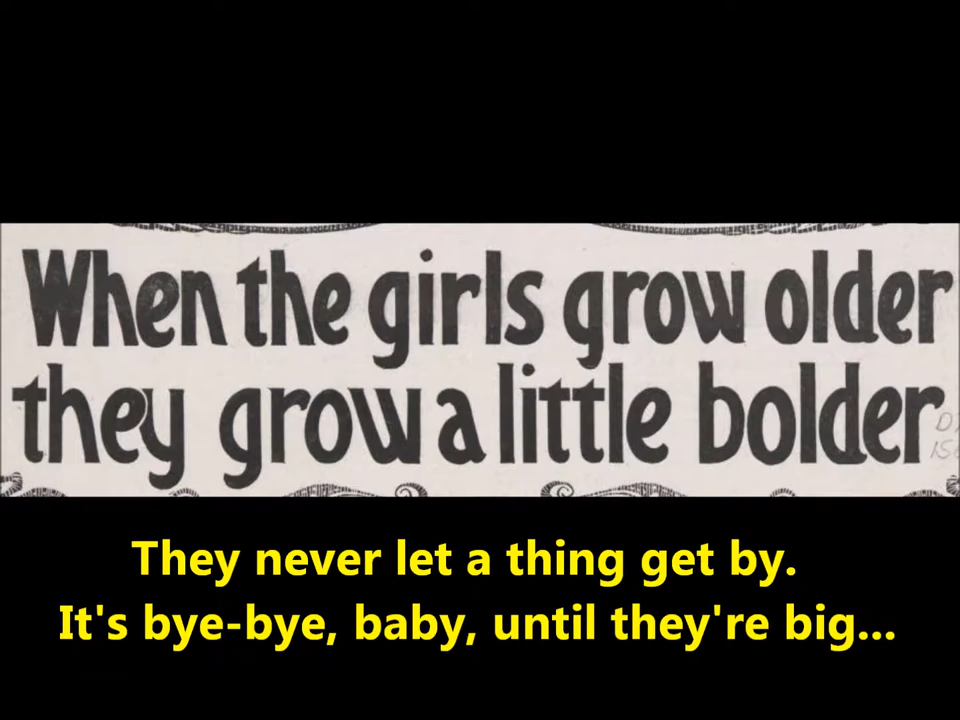 When the girls grow older
they grow a little bolder
They never let a thing get by.
It's bye-bye, baby, until they're big...